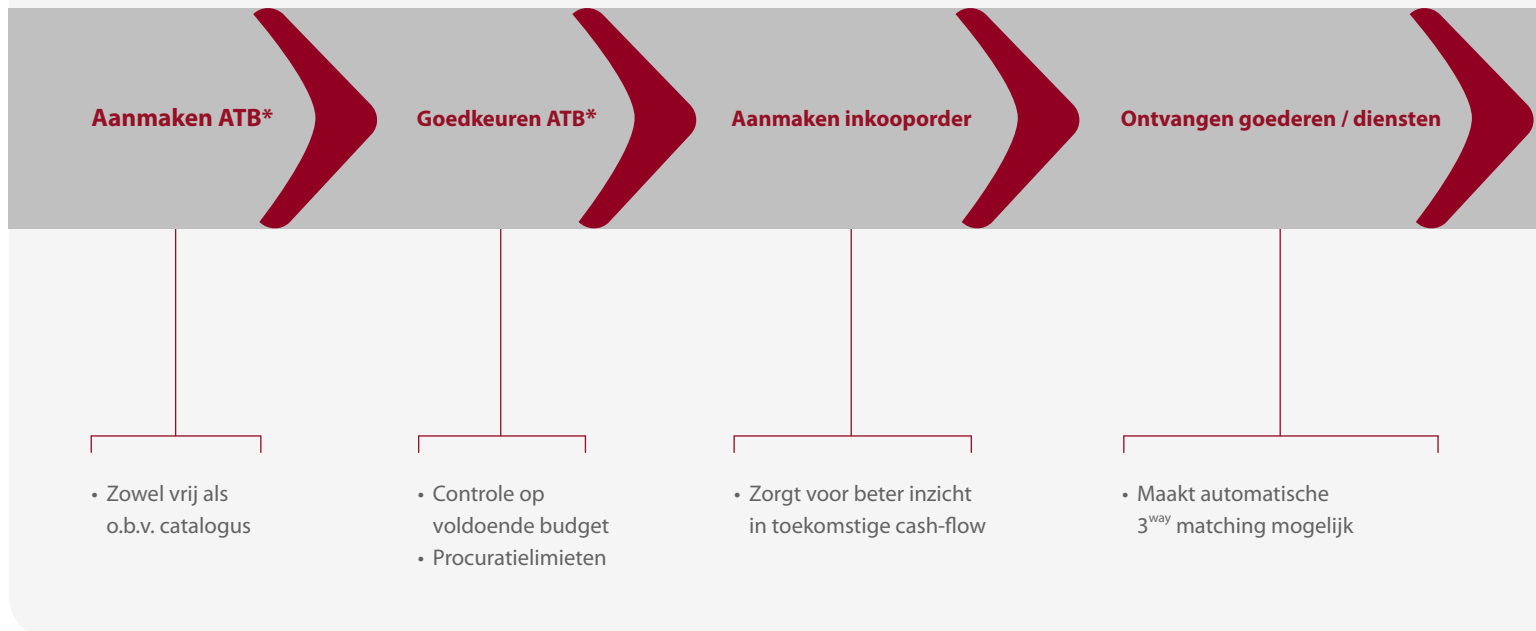 Aanmaken ATB*
Goedkeuren ATB*
Aanmaken inkooporder
Ontvangen goederen / diensten
• Zowel vrij als
o.b.v. catalogus
• Controle op
voldoende budget
• Procuratielimieten
• Zorgt voor beter inzicht
in toekomstige cash-flow
• Maakt automatische
3way matching mogelijk